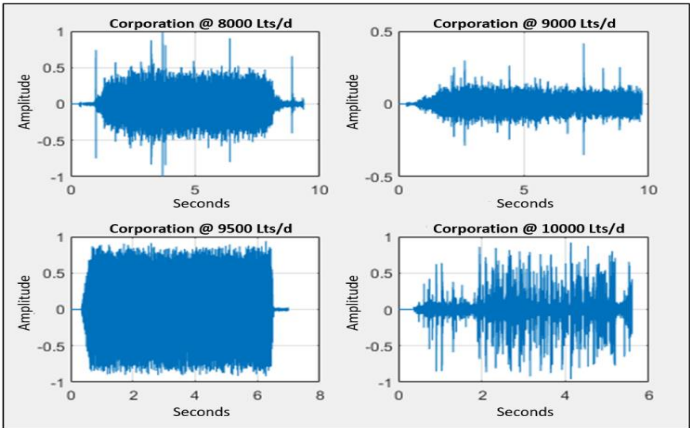 Corporation @ 8000 Lts/d
1
0.5
0
-0.5
-1
Amplitude
0 5 10
Seconds
Corporation @ 9000 Lts/d
0.5
0
-0.5
Amplitude
0 5 10
Seconds
Corporation @ 9500 Lts/d
1
0.5
0
-0.5
-1
Amplitude
0 2 4 6 8
Seconds
Corporation @ 10000 Lts/d
1
0.5
0
-0.5
-1
Amplitude
0 2 4 6
Seconds